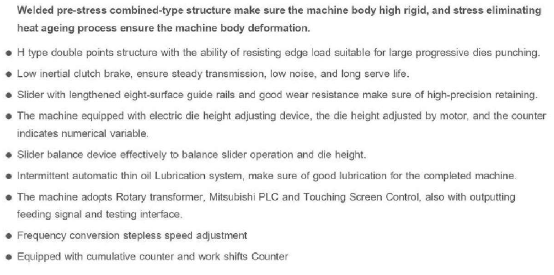 Welded pre-stress combined-type structure make sure the machine body high rigid, and stress eliminating
heat ageing process ensure the machine body deformation.
● H type double points structure with the ability of resisting edge load suitable for large progressive dies punching.
● Low inertial clutch brake, ensure steady transmission, low noise, and long serve life.
● Slider with lengthened eight-surface guide rails and good wear resistance make sure of high-precision retaining.
● The machine equipped with electric die height adjusting device, the die height adjusted by motor, and the counter
indicates numerical variable.
● Slider balance device effectively to balance slider operation and die height.
● Intermittent automatic thin oil Lubrication system, make sure of good lubrication for the completed machine.
● The machine adopts Rotary transformer, Mitsubishi PLC and Touching Screen Control, also with outputting
feeding signal and testing interface.
● Frequency conversion stepless speed adjustment
● Equipped with cumulative counter and work shifts Counter